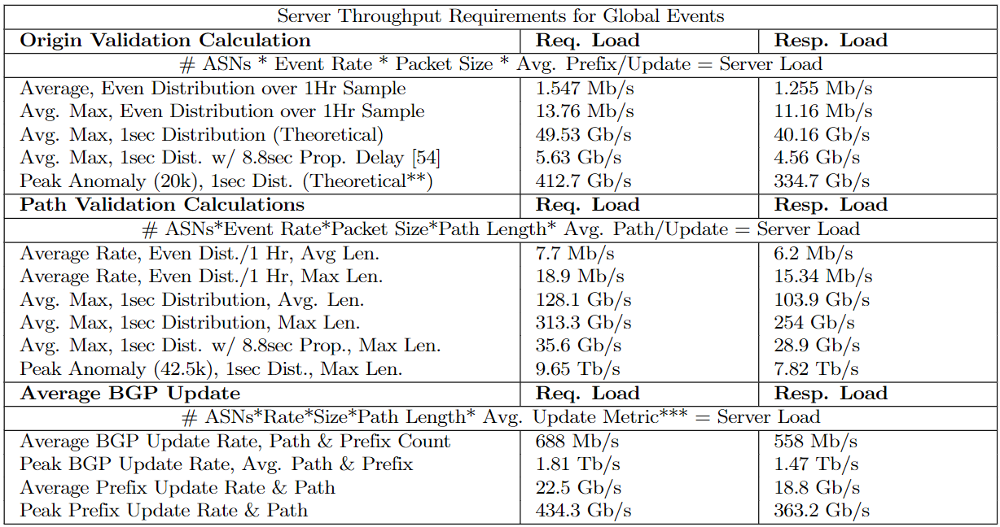 Server Throughput Requirements for Global Events
Origin Validation Calculation Req. Load Resp. Load
# ASNs * Event Rate * Packet Size * Avg. Prefix/Update = Server Load
Average, Even Distribution over 1Hr Sample 1.547 Mb/s 1.255 Mb/s
Avg. Max, Even Distribution over 1Hr Sample 13.76 Mb/s 11.16 Mb/s
Avg. Max, 1sec Distribution (Theoretical) 49.53 Gb/s 40.16 Gb/s
Avg. Max, 1sec Dist. w/ 8.8sec Prop. Delay [54] 5.63 Gb/s 4.56 Gb/s
Peak Anomaly (20k), 1sec Dist. (Theoretical**) 412.7 Gb/s 334.7 Gb/s
Path Validation Calculations Req. Load Resp. Load
# ASNs*Event Rate*Packet Size*Path Length* Avg. Path/Update = Server Load
Average Rate, Even Dist./1 Hr, Avg Len. 7.7 Mb/s 6.2 Mb/s
Average Rate, Even Dist./1 Hr, Max Len. 18.9 Mb/s 15.34 Mb/s
Avg. Max, 1sec Distribution, Avg. Len. 128.1 Gb/s 103.9 Gb/s
Avg. Max, 1sec Distribution, Max Len. 313.3 Gb/s 254 Gb/s
Avg. Max, 1sec Dist. w/ 8.8sec Prop., Max Len. 35.6 Gb/s 28.9 Gb/s
Peak Anomaly (42.5k), 1sec Dist., Max Len. 9.65 Tb/s 7.82 Tb/s
Average BGP Update Req. Load Resp. Load
# ASNs*Rate*Size*Path Length* Avg. Update Metric*** = Server Load
Average BGP Update Rate, Path & Prefix Count 688 Mb/s 558 Mb/s
Peak BGP Update Rate, Avg. Path & Prefix 1.81 Tb/s 1.47 Tb/s
Average Prefix Update Rate & Path 22.5 Gb/s 18.8 Gb/s
Peak Prefix Update Rate & Path 434.3 Gb/s 363.2 Gb/s